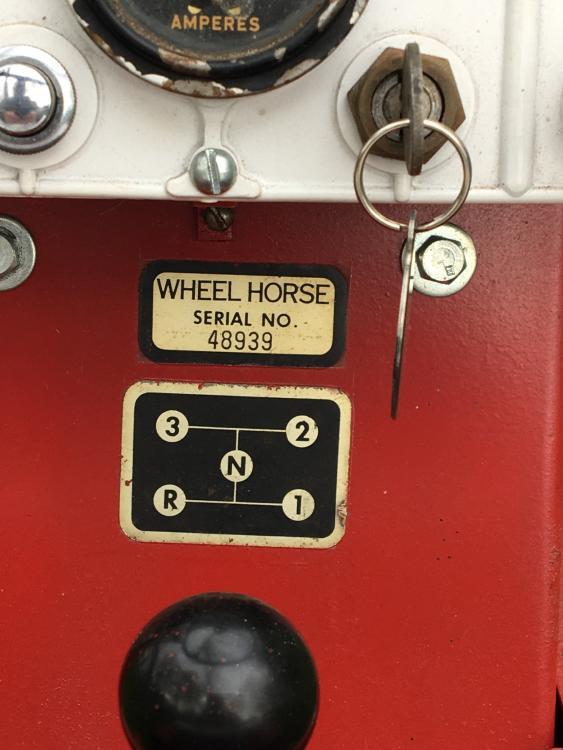 AMPERES
WHEEL HORSE
SERIAL NO.
48939
3 2
N
R 1